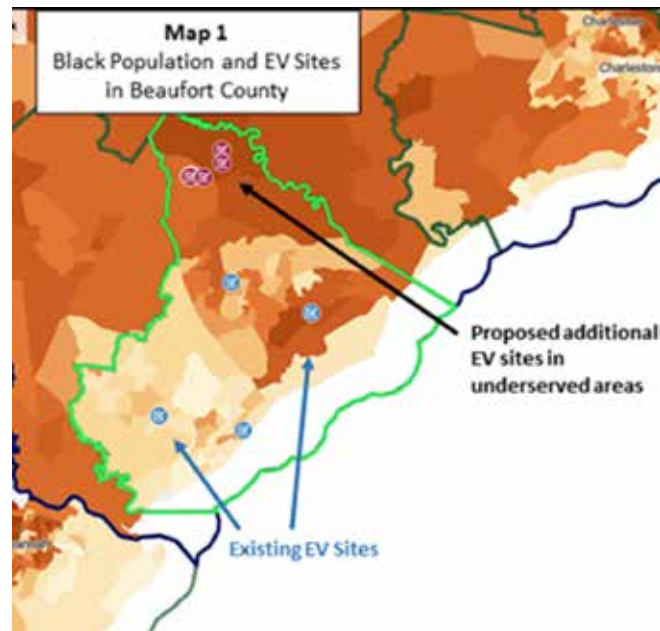 Map 1
Black Population and EV Sites
in Beaufort County
Charleston
Proposed additional
EV sites in
underserved areas
Existing EV Sites